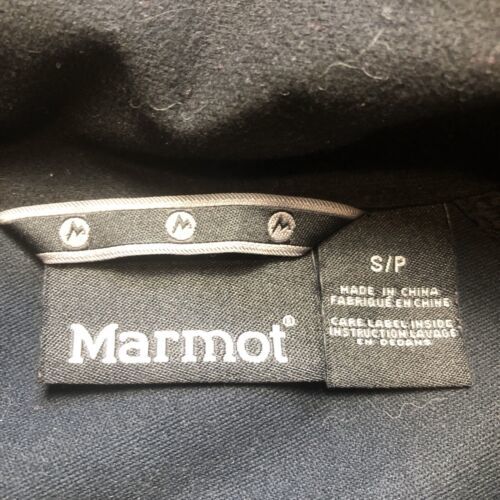 Marmot®
S/P
MADE IN CHINA
FABRIQUÉ EN CHINE
CARE LABEL INSIDE
INSTRUCTION LAVAGE
EN DEDANS